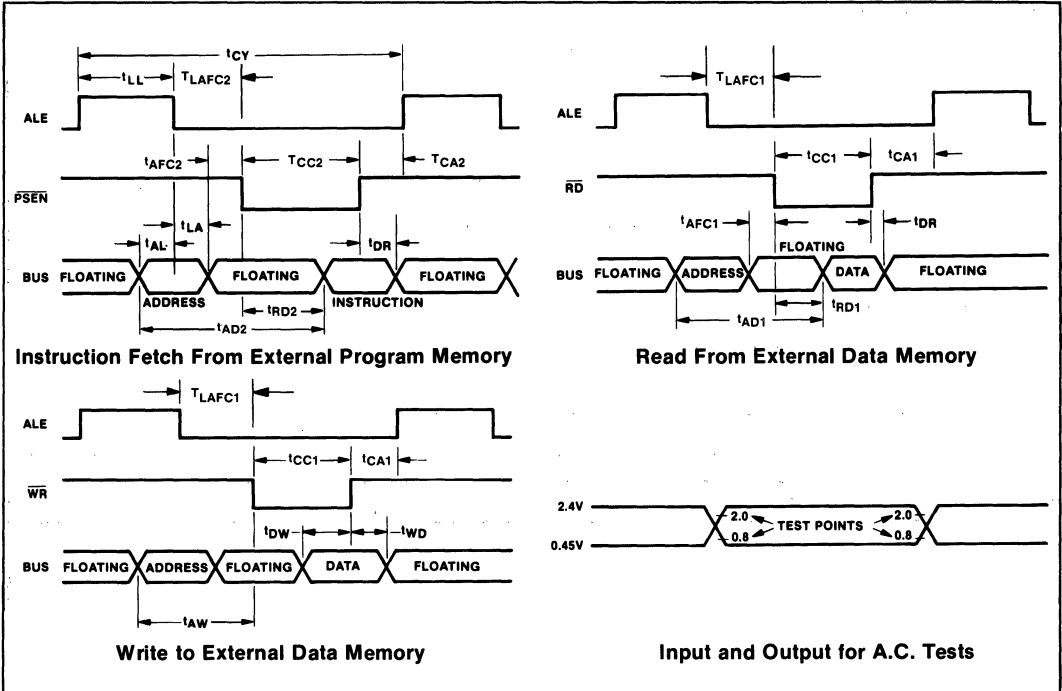 tCY
tLL TLAFC2
ALE
tAFC2 TCC2 TCA2
PSEN
tLA
tAL tDR
BUS FLOATING FLOATING FLOATING
ADDRESS INSTRUCTION
tRD2
tAD2
Instruction Fetch From External Program Memory
TLAFC1
ALE
tCC1 tCA1
RD
tAFC1 tDR
FLOATING
BUS FLOATING ADDRESS DATA FLOATING
tRD1
tAD1
Read From External Data Memory
TLAFC1
ALE
tCC1 tCA1
WR
tDW tWD
BUS FLOATING ADDRESS FLOATING DATA FLOATING
tAW
Write to External Data Memory
2.4V
2.0 TEST POINTS 2.0
0.8 0.8
0.45V
Input and Output for A.C. Tests